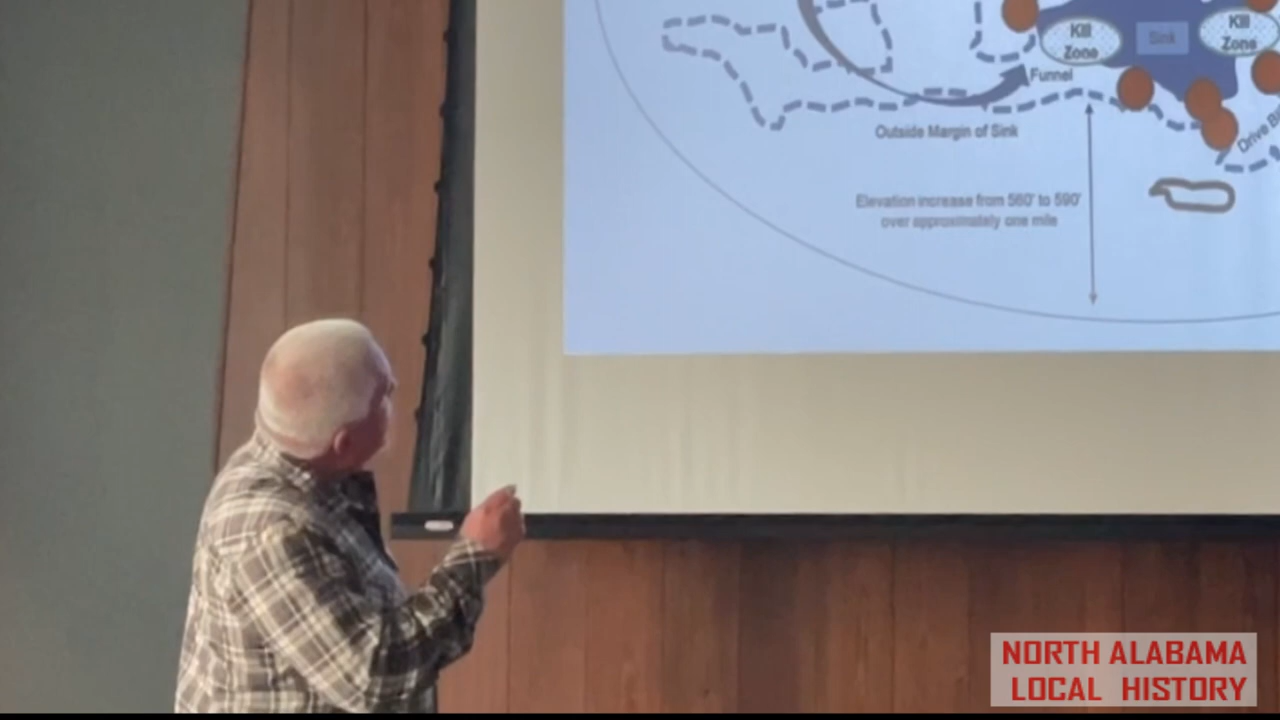 Kill
Zone
Sink
Kill
Zone
Funnel
Outside Margin of Sink
Drive
Elevation increase from 560' to 590'
over approximately one mile
NORTH ALABAMA
LOCAL HISTORY